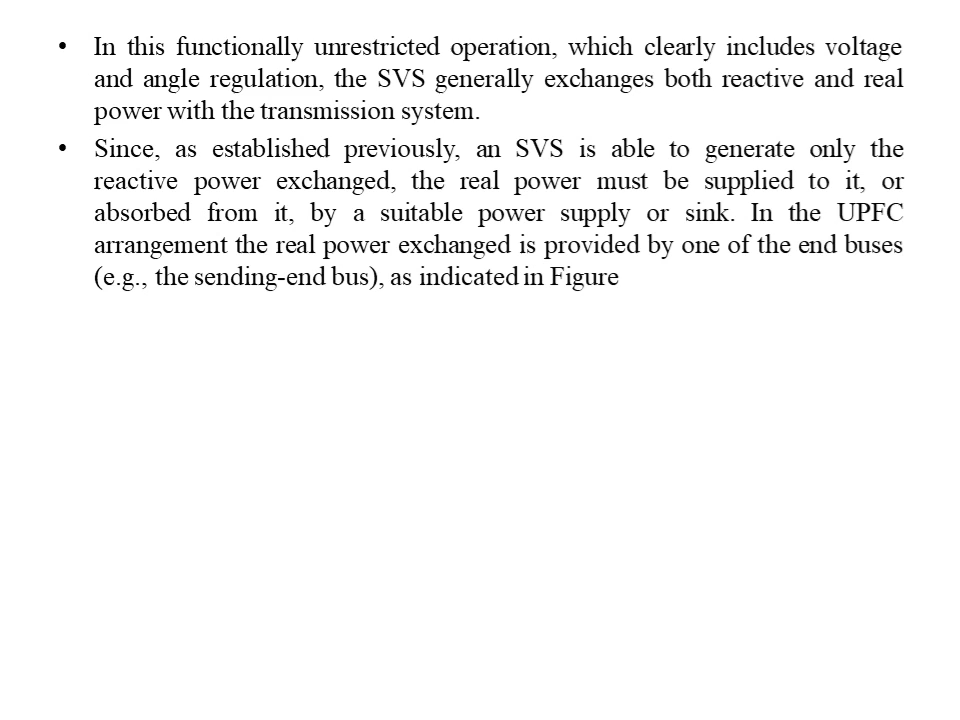 • In this functionally unrestricted operation, which clearly includes voltage
and angle regulation, the SVS generally exchanges both reactive and real
power with the transmission system.
• Since, as established previously, an SVS is able to generate only the
reactive power exchanged, the real power must be supplied to it, or
absorbed from it, by a suitable power supply or sink. In the UPFC
arrangement the real power exchanged is provided by one of the end buses
(e.g., the sending-end bus), as indicated in Figure